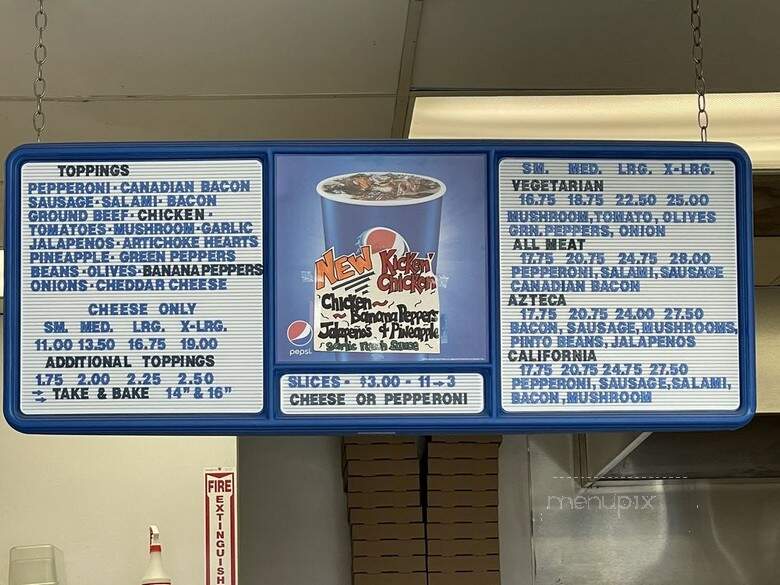 TOPPINGS
PEPPERONI - CANADIAN BACON
SAUSAGE - SALAMI - BACON
GROUND BEEF - CHICKEN -
TOMATOES - MUSHROOM - GARLIC
JALAPENOS - ARTICHOKE HEARTS
PINEAPPLE - GREEN PEPPERS
BEANS - OLIVES - BANANA PEPPERS
ONIONS - CHEDDAR CHEESE
CHEESE ONLY
SM. MED. LRG. X-LRG.
11.00 13.50 16.75 19.00
ADDITIONAL TOPPINGS
1.75 2.00 2.25 2.50
TAKE & BAKE 14" & 16"
NEW Kicken' Chicken
Chicken
Banana Peppers
Jalapenos & Pineapple
Garlic Sause
pepsi
SLICES - $3.00 - 11→3
CHEESE OR PEPPERONI
SM. MED. LRG. X-LRG.
VEGETARIAN
16.75 18.75 22.50 25.00
MUSHROOM, TOMATO, OLIVES
GRN. PEPPERS, ONION
ALL MEAT
17.75 20.75 24.75 28.00
PEPPERONI, SALAMI, SAUSAGE
CANADIAN BACON
AZTECA
17.75 20.75 24.00 27.50
BACON, SAUSAGE, MUSHROOMS,
PINTO BEANS, JALAPENOS
CALIFORNIA
17.75 20.75 24.75 27.50
PEPPERONI, SAUSAGE, SALAMI,
BACON, MUSHROOM
FIRE
EXTINGUISH
menupix